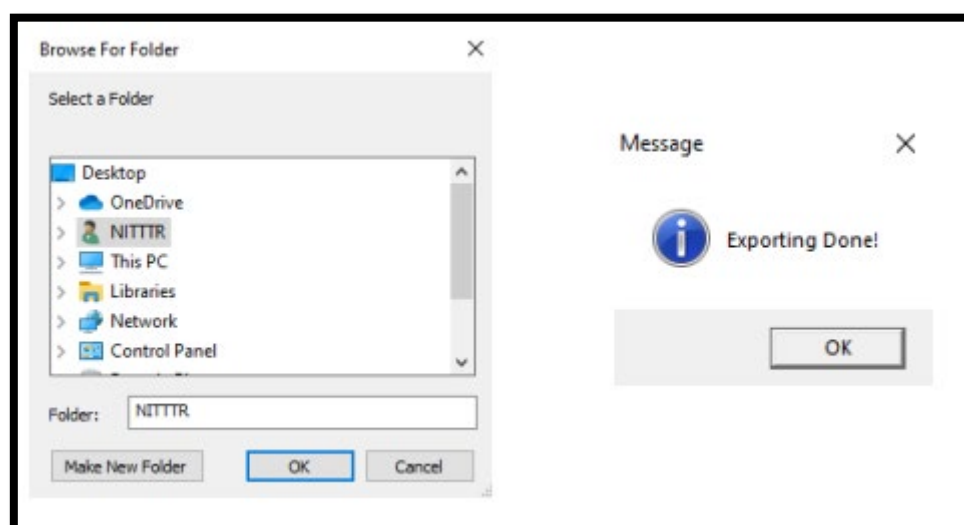 Browse For Folder
Select a Folder
Desktop
OneDrive
NITTTR
This PC
Libraries
Network
Control Panel
Folder: NITTTR
Make New Folder OK Cancel
Message
Exporting Done!
OK